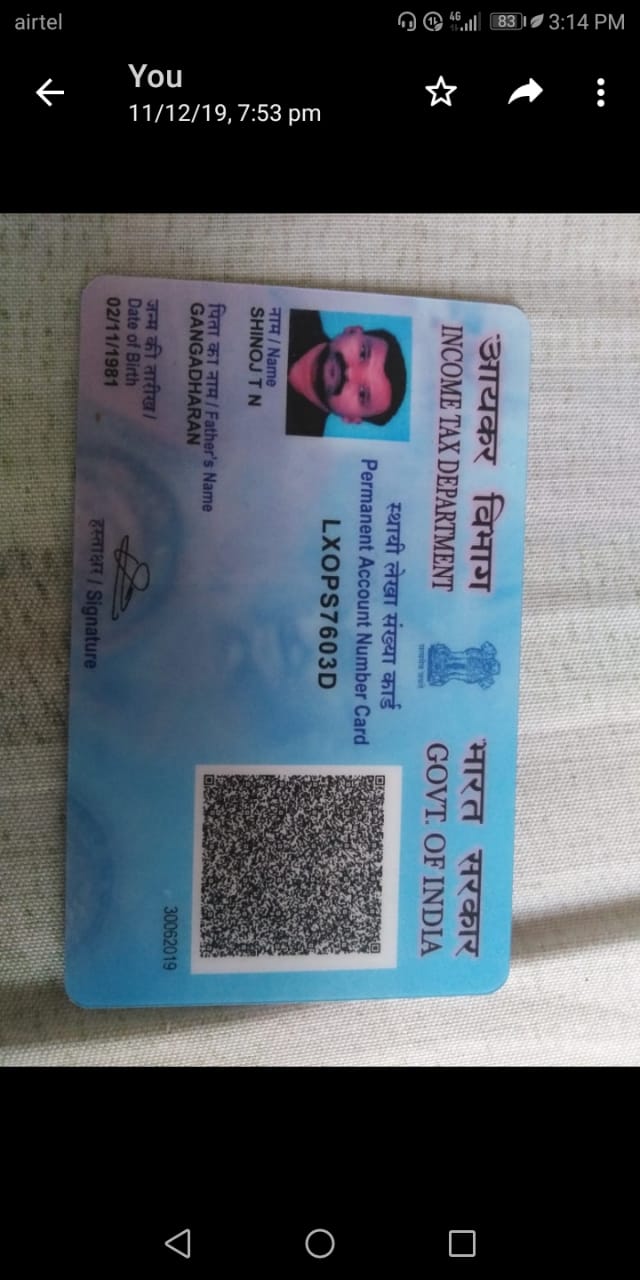 airtel
4G
83
3:14 PM
You
11/12/19, 7:53 pm
आयकर विभाग
INCOME TAX DEPARTMENT
भारत सरकार
GOVT. OF INDIA
स्थायी लेखा संख्या कार्ड
Permanent Account Number Card
LXOPS7603D
नाम / Name
SHINOJ T N
पिता का नाम / Father's Name
GANGADHARAN
जन्म की तारीख /
Date of Birth
02/11/1981
हस्ताक्षर / Signature
30062019